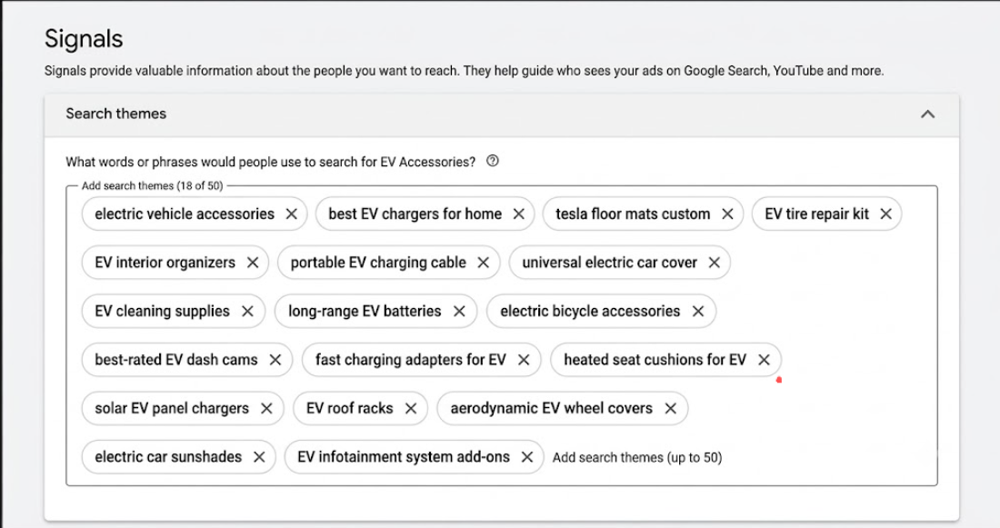 Signals
Signals provide valuable information about the people you want to reach. They help guide who sees your ads on Google Search, YouTube and more.
Search themes
What words or phrases would people use to search for EV Accessories?
Add search themes (18 of 50)
electric vehicle accessories best EV chargers for home tesla floor mats custom EV tire repair kit
EV interior organizers portable EV charging cable universal electric car cover
EV cleaning supplies long-range EV batteries electric bicycle accessories
best-rated EV dash cams fast charging adapters for EV heated seat cushions for EV
solar EV panel chargers EV roof racks aerodynamic EV wheel covers
electric car sunshades EV infotainment system add-ons Add search themes (up to 50)